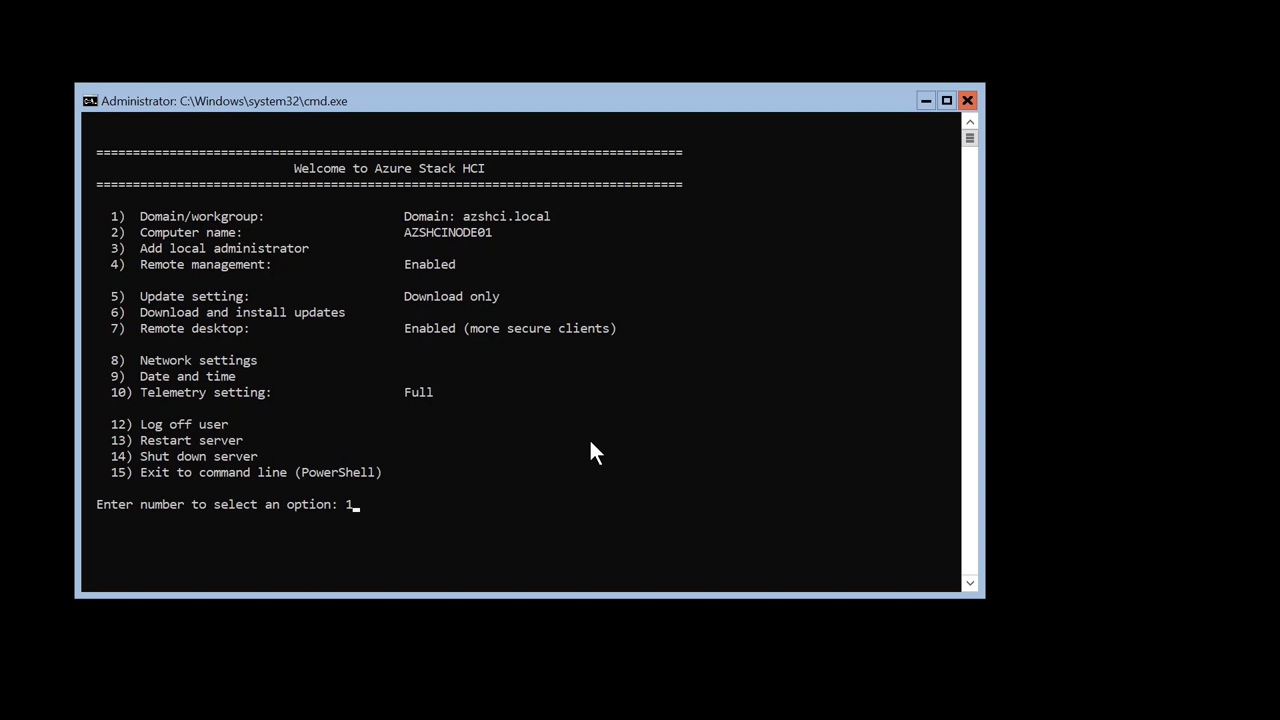 Administrator: C:\Windows\system32\cmd.exe
================================================================================
Welcome to Azure Stack HCI
================================================================================
1) Domain/workgroup: Domain: azshci.local
2) Computer name: AZSHCINODE01
3) Add local administrator
4) Remote management: Enabled
5) Update setting: Download only
6) Download and install updates
7) Remote desktop: Enabled (more secure clients)
8) Network settings
9) Date and time
10) Telemetry setting: Full
12) Log off user
13) Restart server
14) Shut down server
15) Exit to command line (PowerShell)
Enter number to select an option: 1_